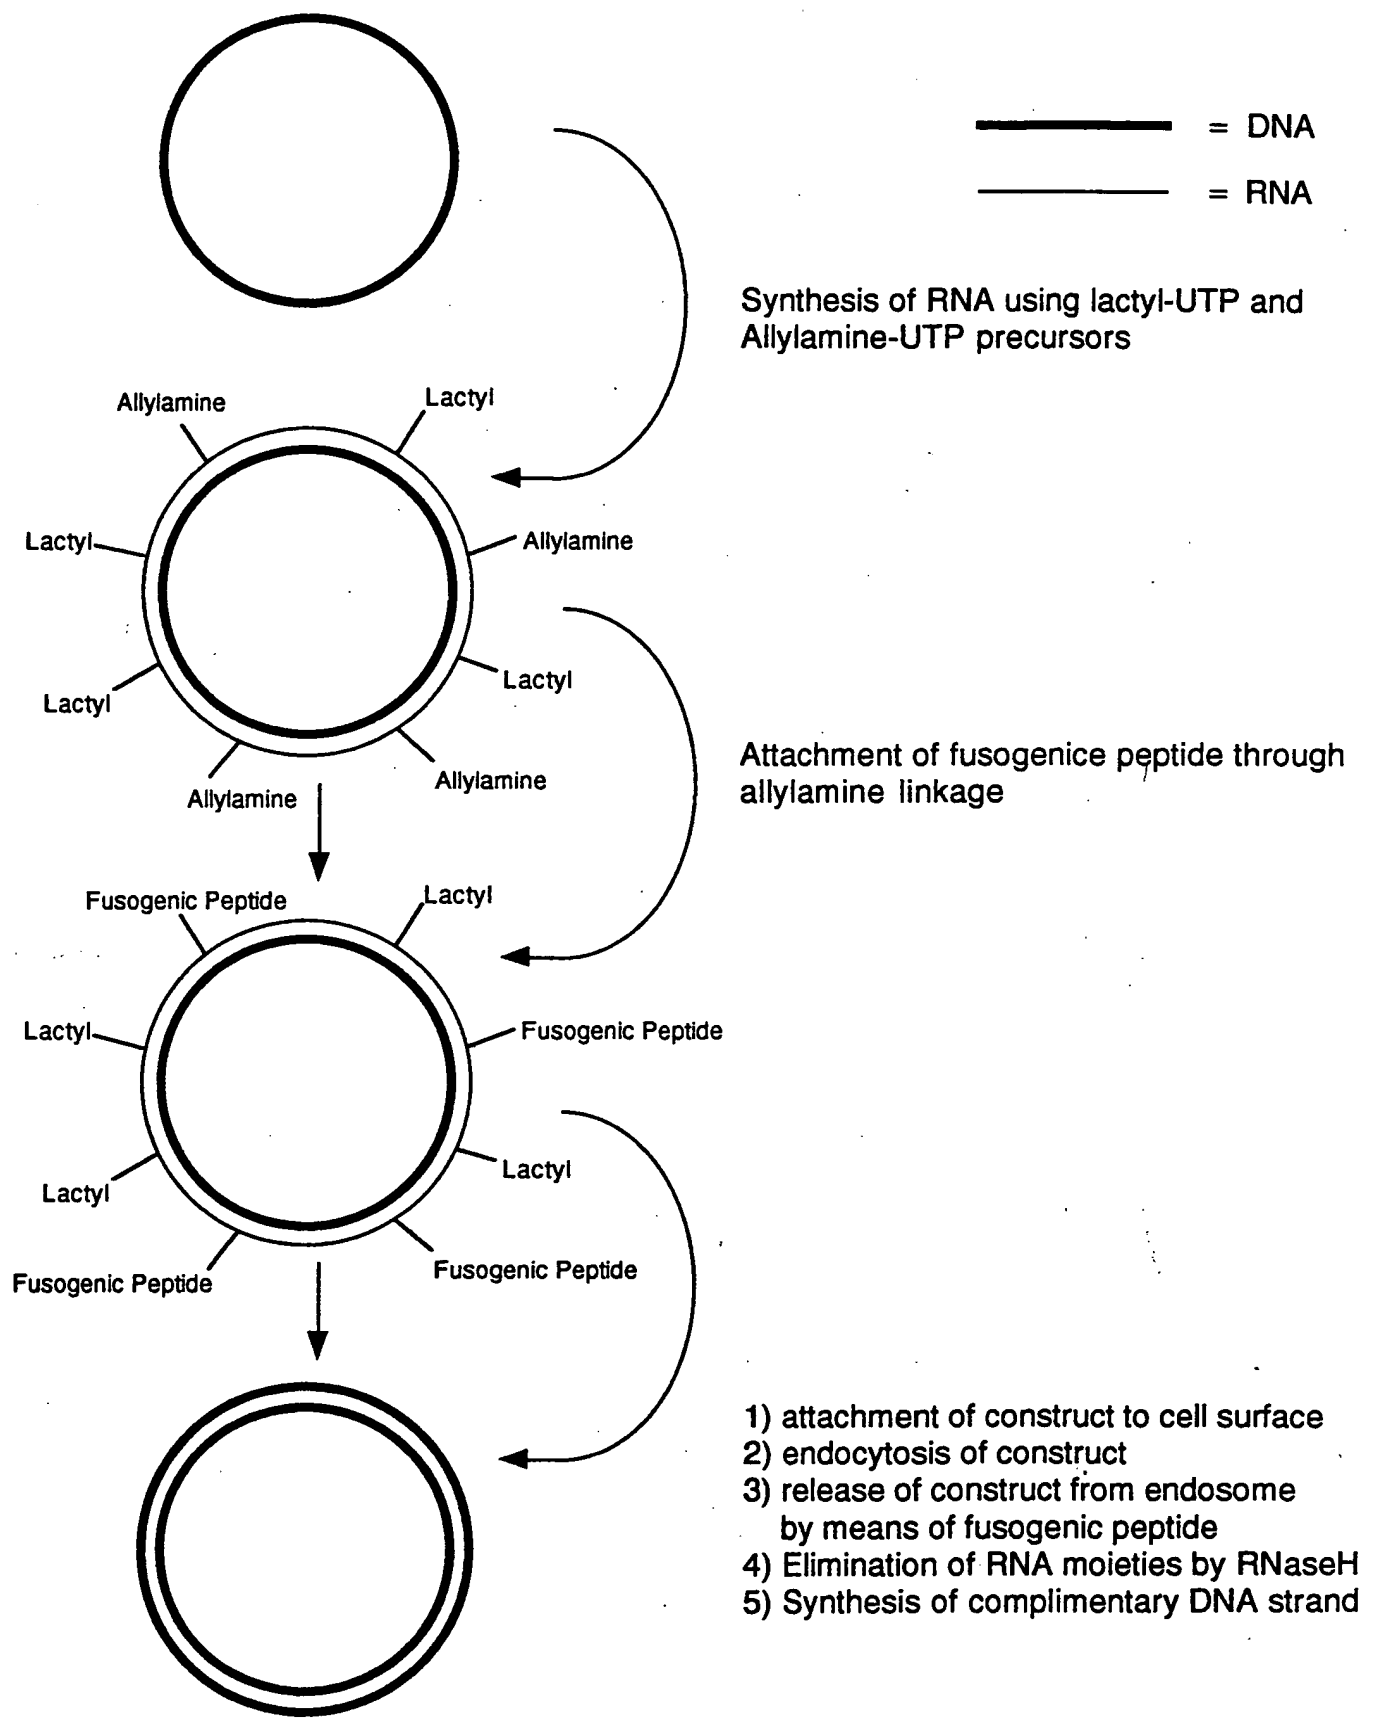 = DNA
= RNA
Synthesis of RNA using lactyl-UTP and
Allylamine-UTP precursors
Allylamine
Lactyl
Lactyl
Allylamine
Lactyl
Lactyl
Allylamine
Allylamine
Attachment of fusogenice peptide through
allylamine linkage
Fusogenic Peptide
Lactyl
Lactyl
Fusogenic Peptide
Lactyl
Lactyl
Fusogenic Peptide
Fusogenic Peptide
1) attachment of construct to cell surface
2) endocytosis of construct
3) release of construct from endosome
by means of fusogenic peptide
4) Elimination of RNA moieties by RNaseH
5) Synthesis of complimentary DNA strand